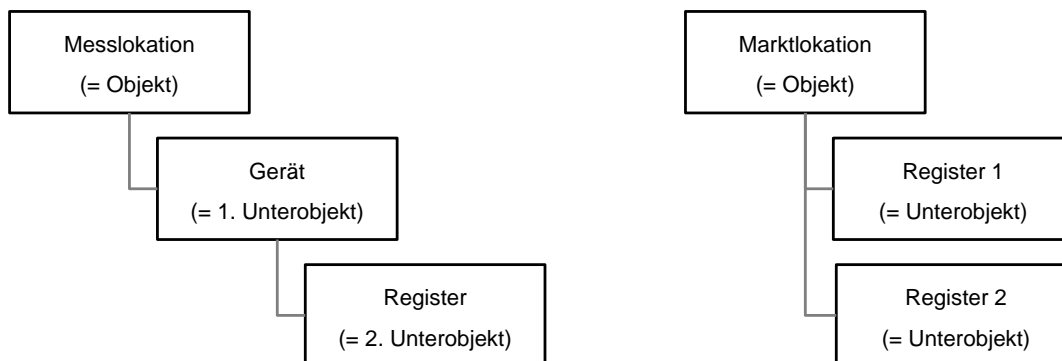 Messlokation
(= Objekt)
Gerät
(= 1. Unterobjekt)
Register
(= 2. Unterobjekt)
Marktlokation
(= Objekt)
Register 1
(= Unterobjekt)
Register 2
(= Unterobjekt)